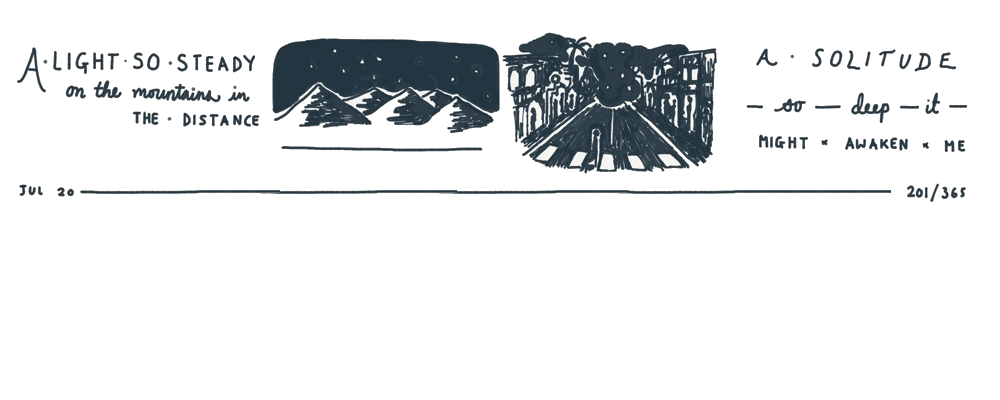 A·LIGHT·SO·STEADY
on the mountains in
THE · DISTANCE
A · SOLITUDE
— so — deep — it —
MIGHT × AWAKEN × ME
JUL 20
201/365